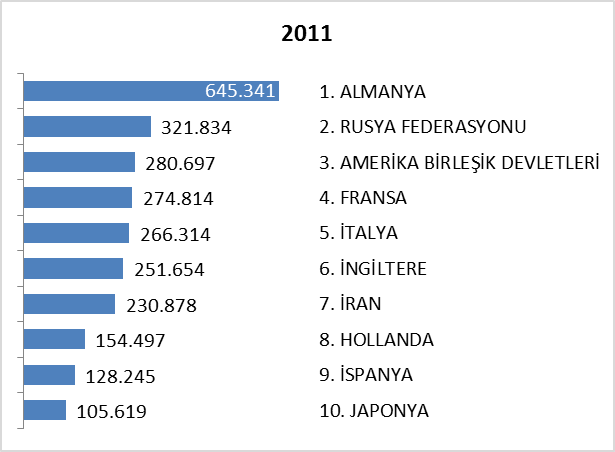 2011
645.341 1. ALMANYA
321.834 2. RUSYA FEDERASYONU
280.697 3. AMERİKA BİRLEŞİK DEVLETLERİ
274.814 4. FRANSA
266.314 5. İTALYA
251.654 6. İNGİLTERE
230.878 7. İRAN
154.497 8. HOLLANDA
128.245 9. İSPANYA
105.619 10. JAPONYA